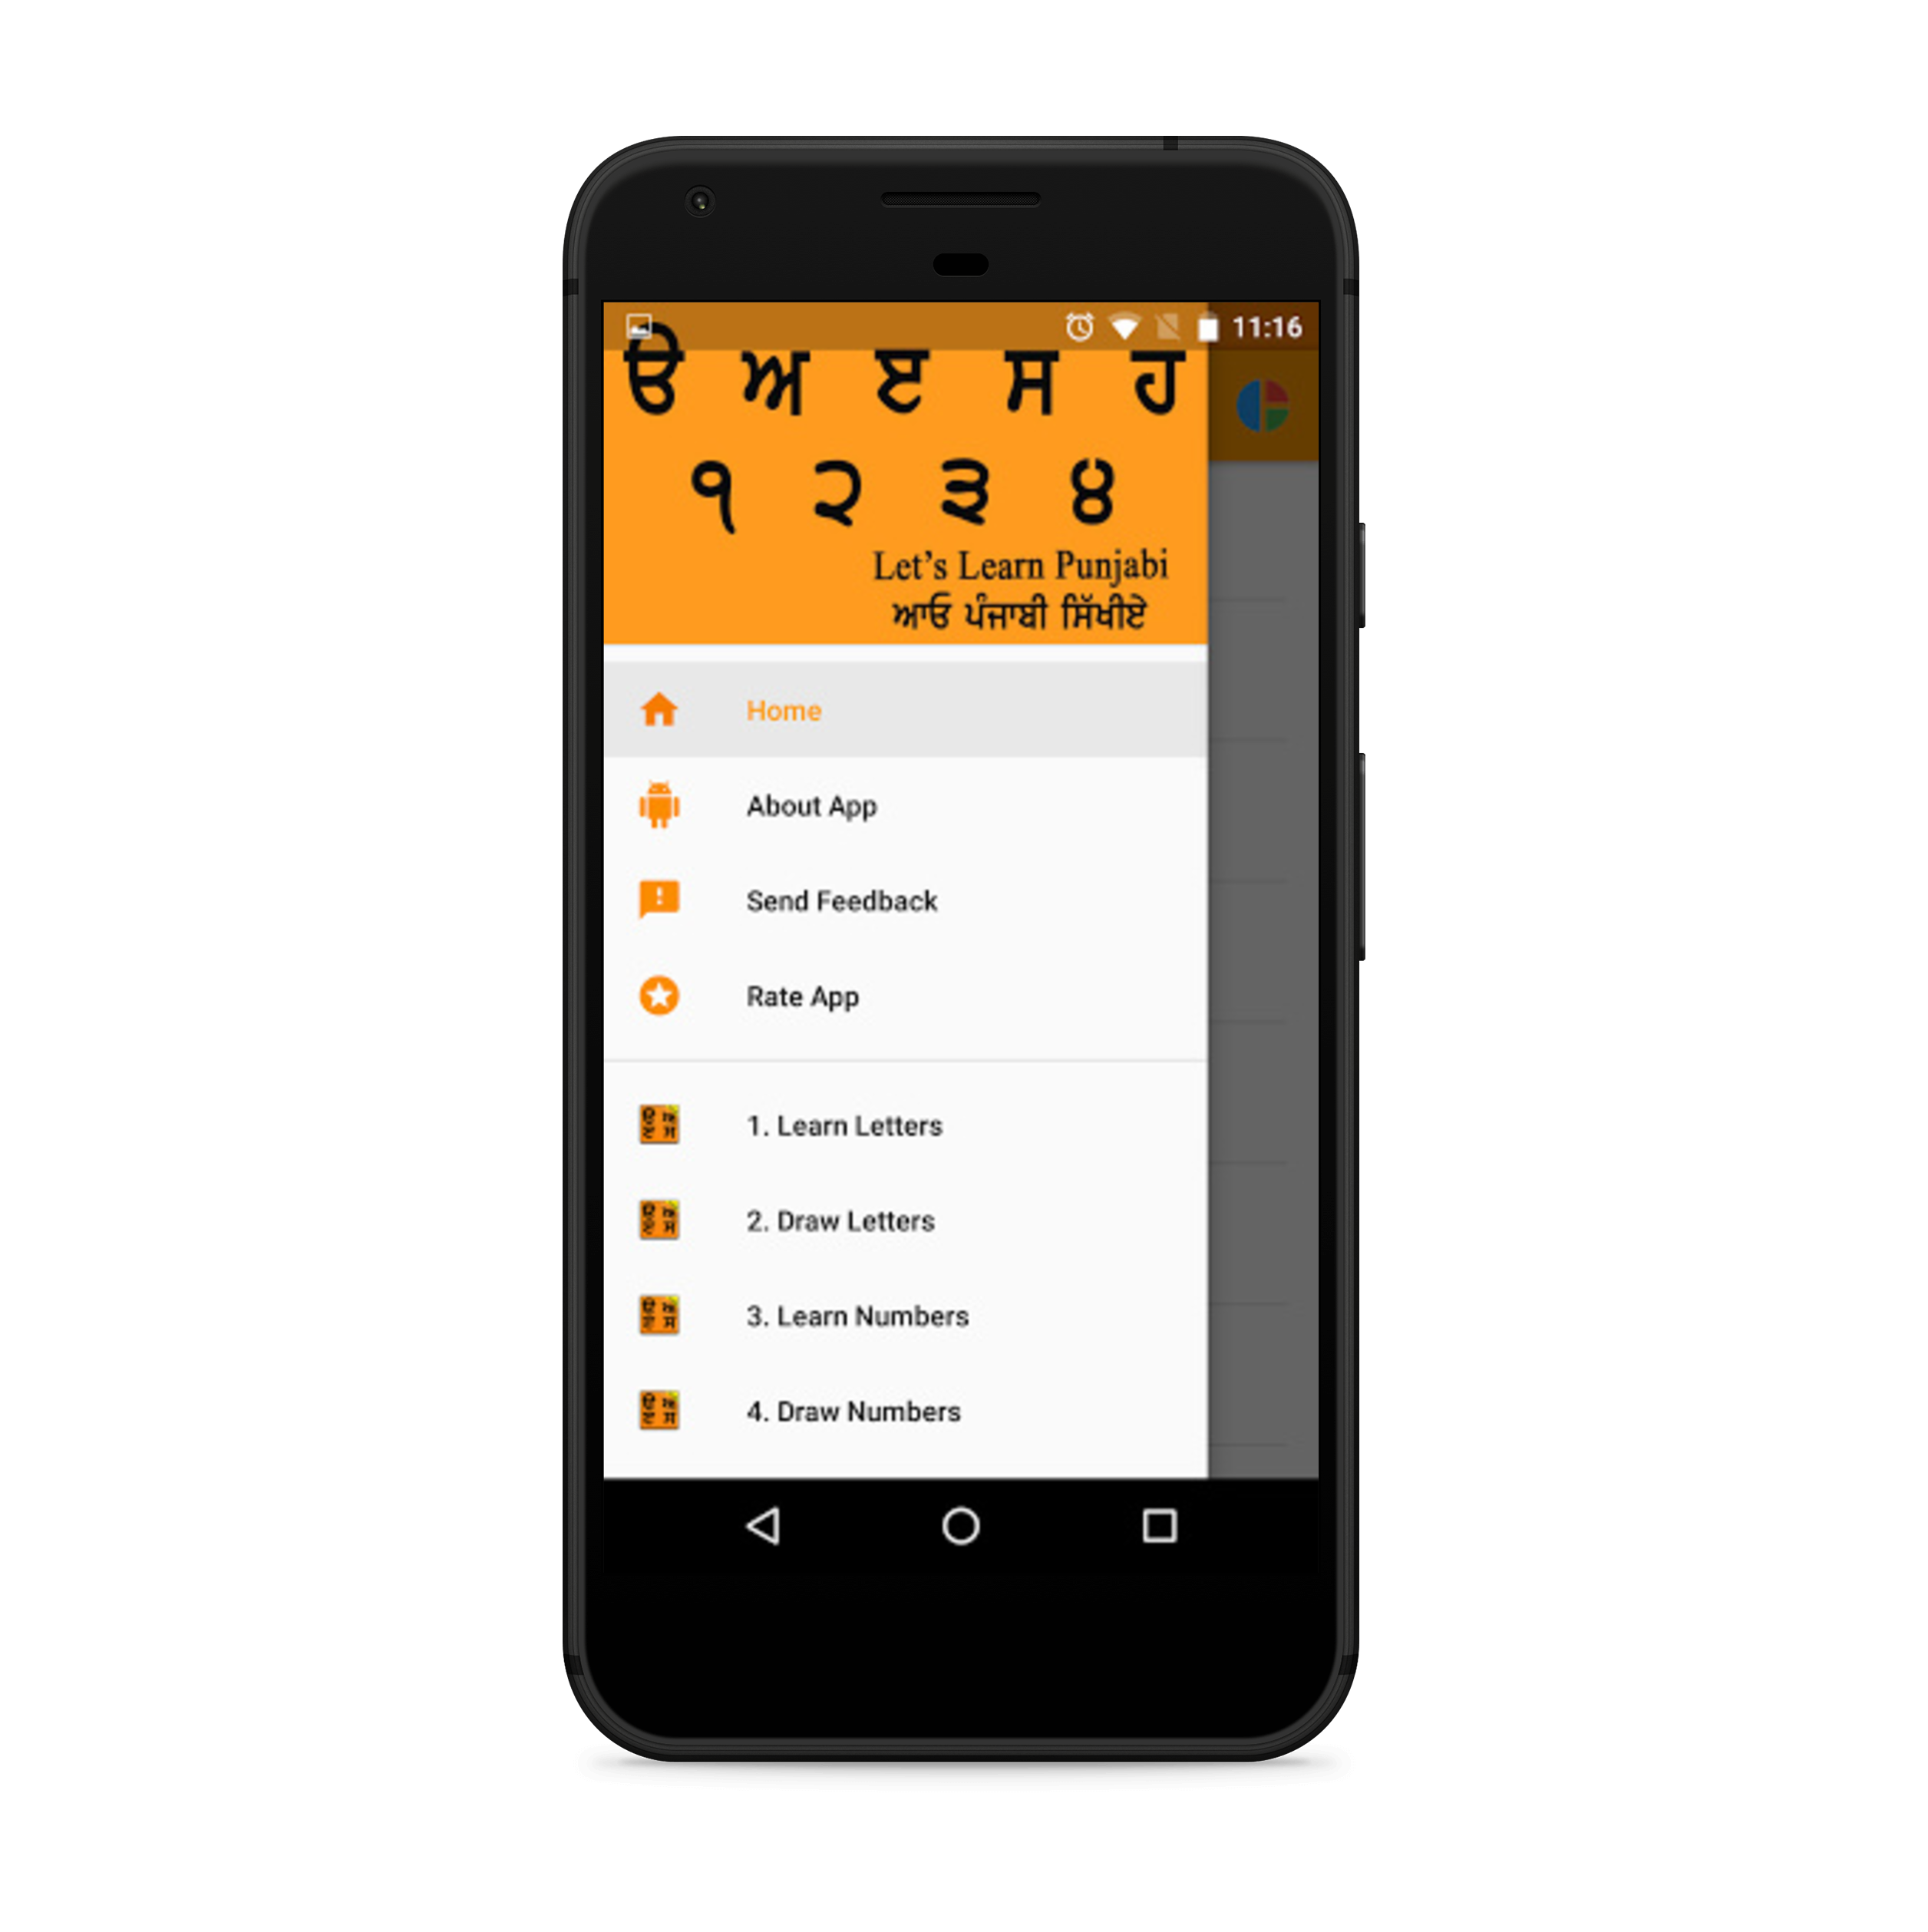 11:16
ੳ ਅ ੲ ਸ ਹ
੧ ੨ ੩ ੪
Let's Learn Punjabi
ਆਓ ਪੰਜਾਬੀ ਸਿੱਖੀਏ
Home
About App
Send Feedback
Rate App
1. Learn Letters
2. Draw Letters
3. Learn Numbers
4. Draw Numbers